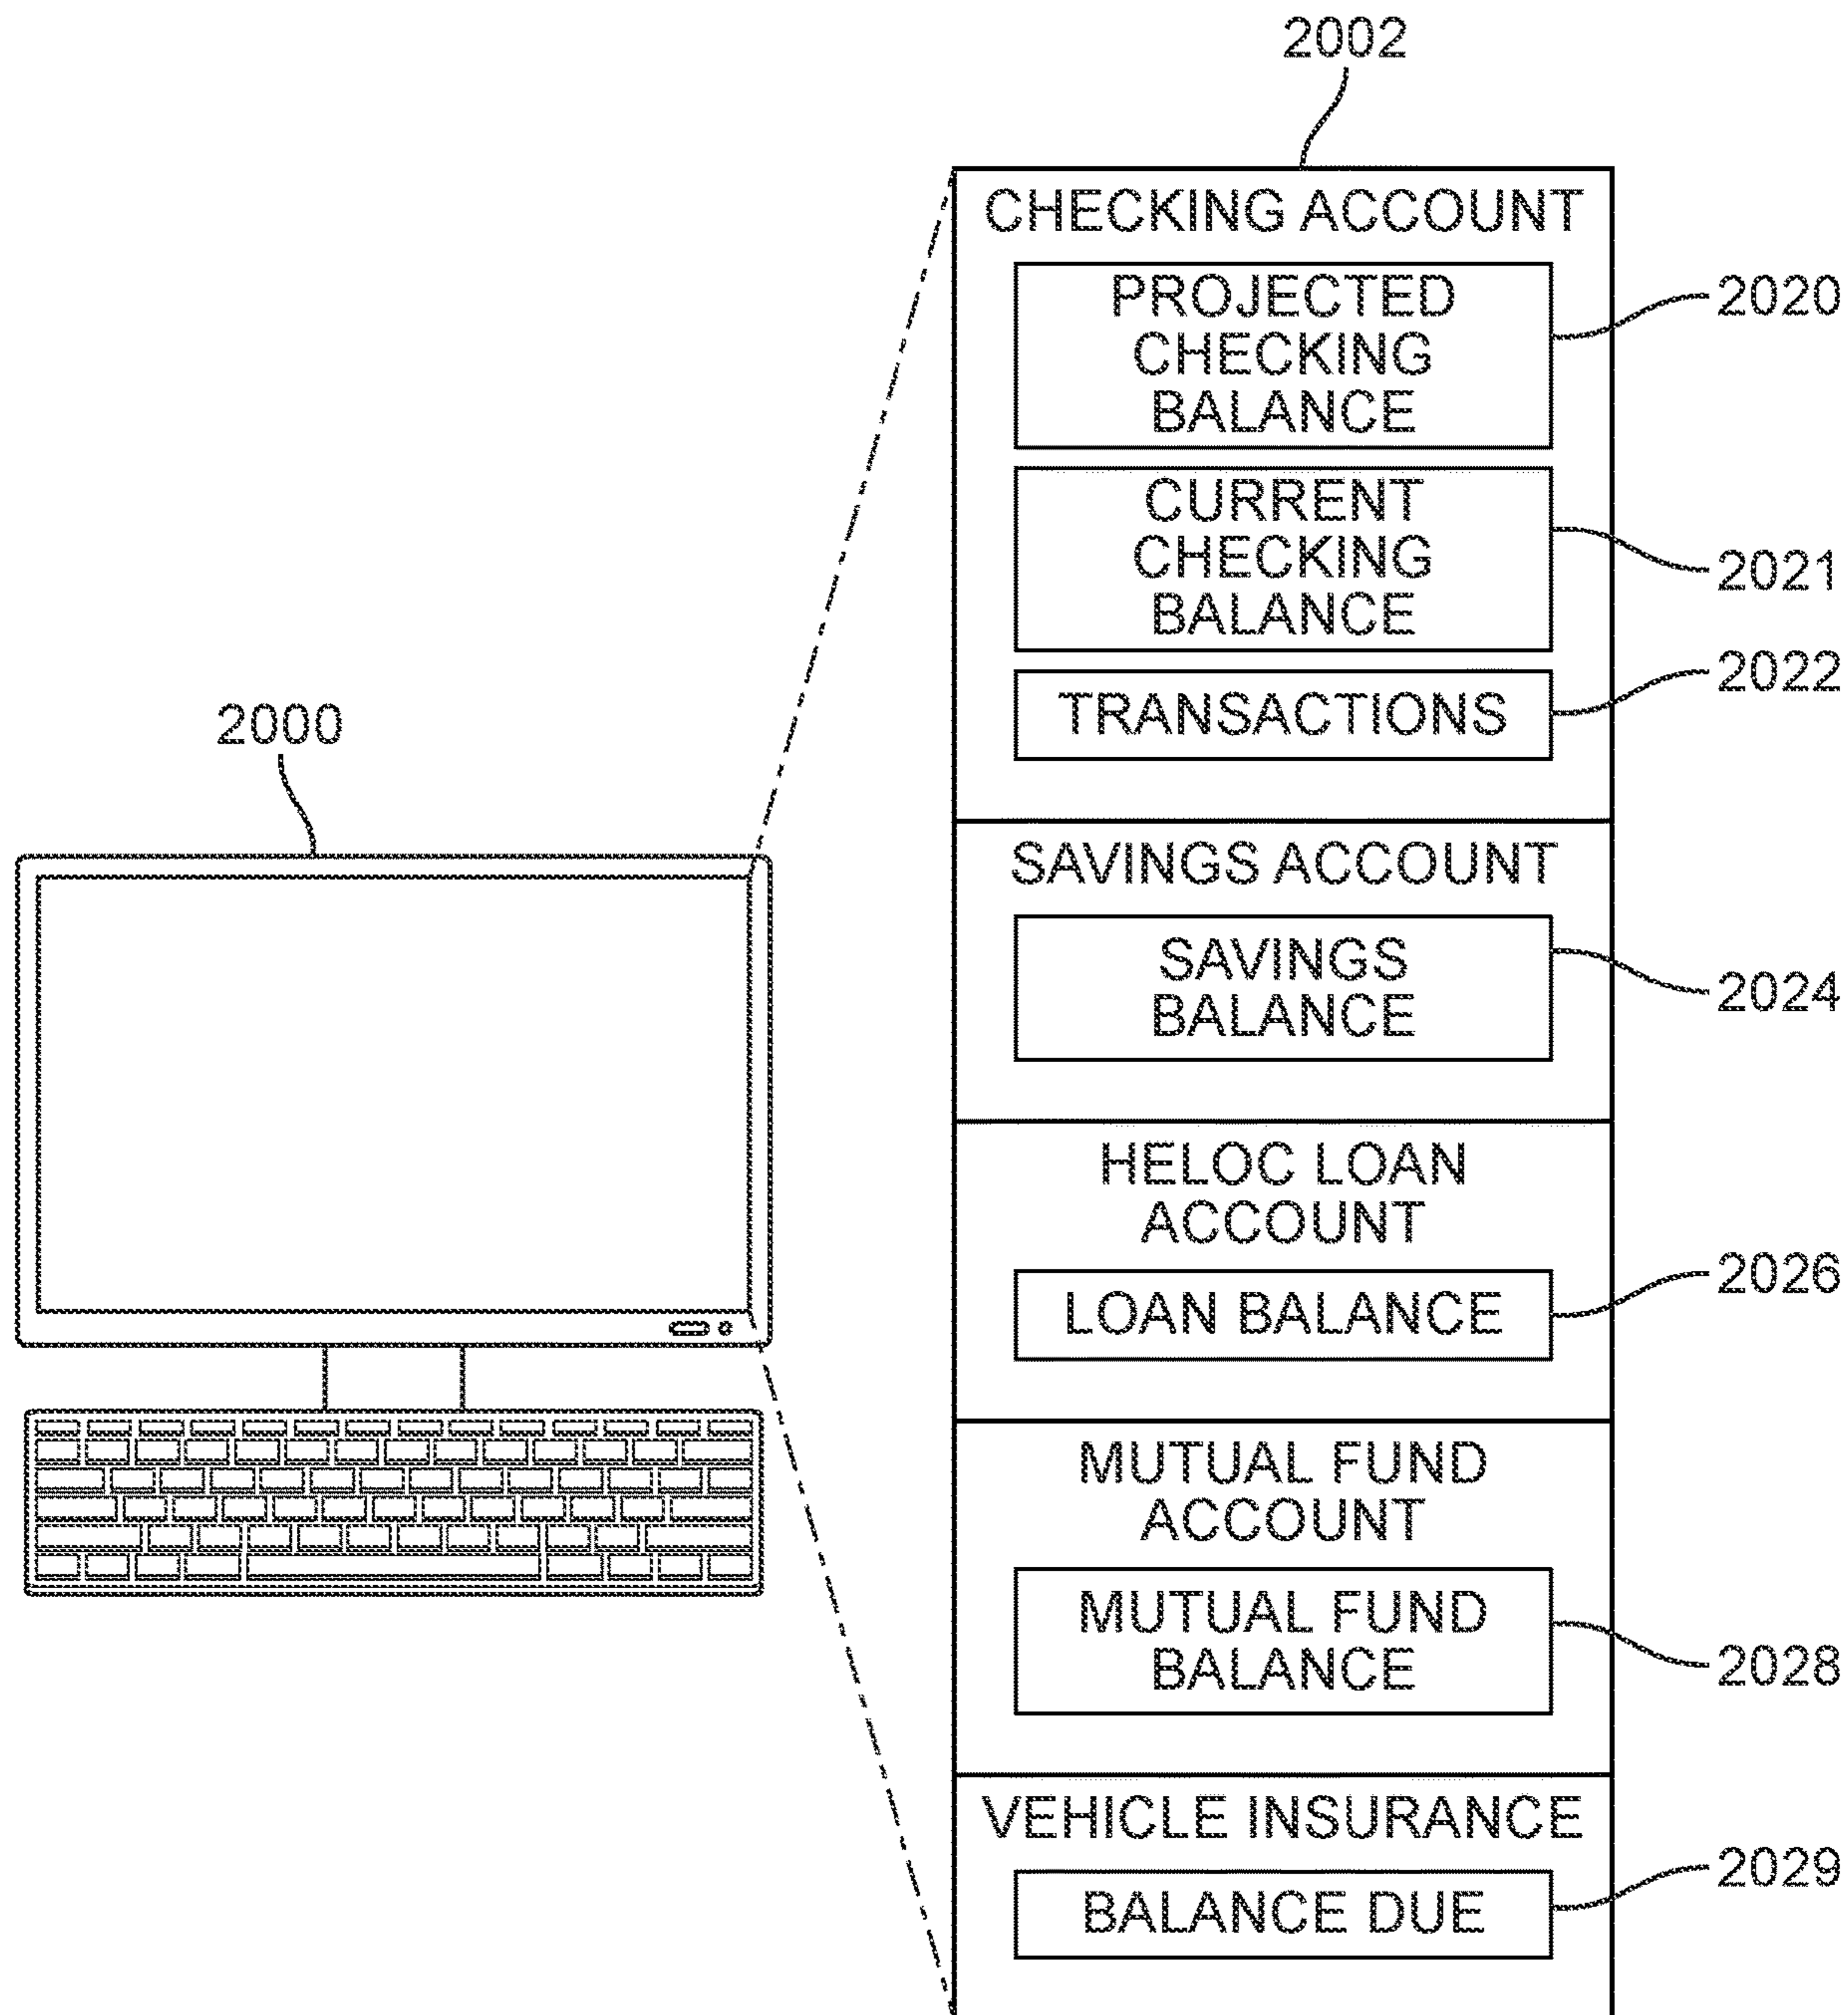 2002
CHECKING ACCOUNT
PROJECTED
CHECKING
BALANCE
2020
CURRENT
CHECKING
BALANCE
2021
TRANSACTIONS
2022
2000
SAVINGS ACCOUNT
SAVINGS
BALANCE
2024
HELOC LOAN
ACCOUNT
LOAN BALANCE
2026
MUTUAL FUND
ACCOUNT
MUTUAL FUND
BALANCE
2028
VEHICLE INSURANCE
BALANCE DUE
2029